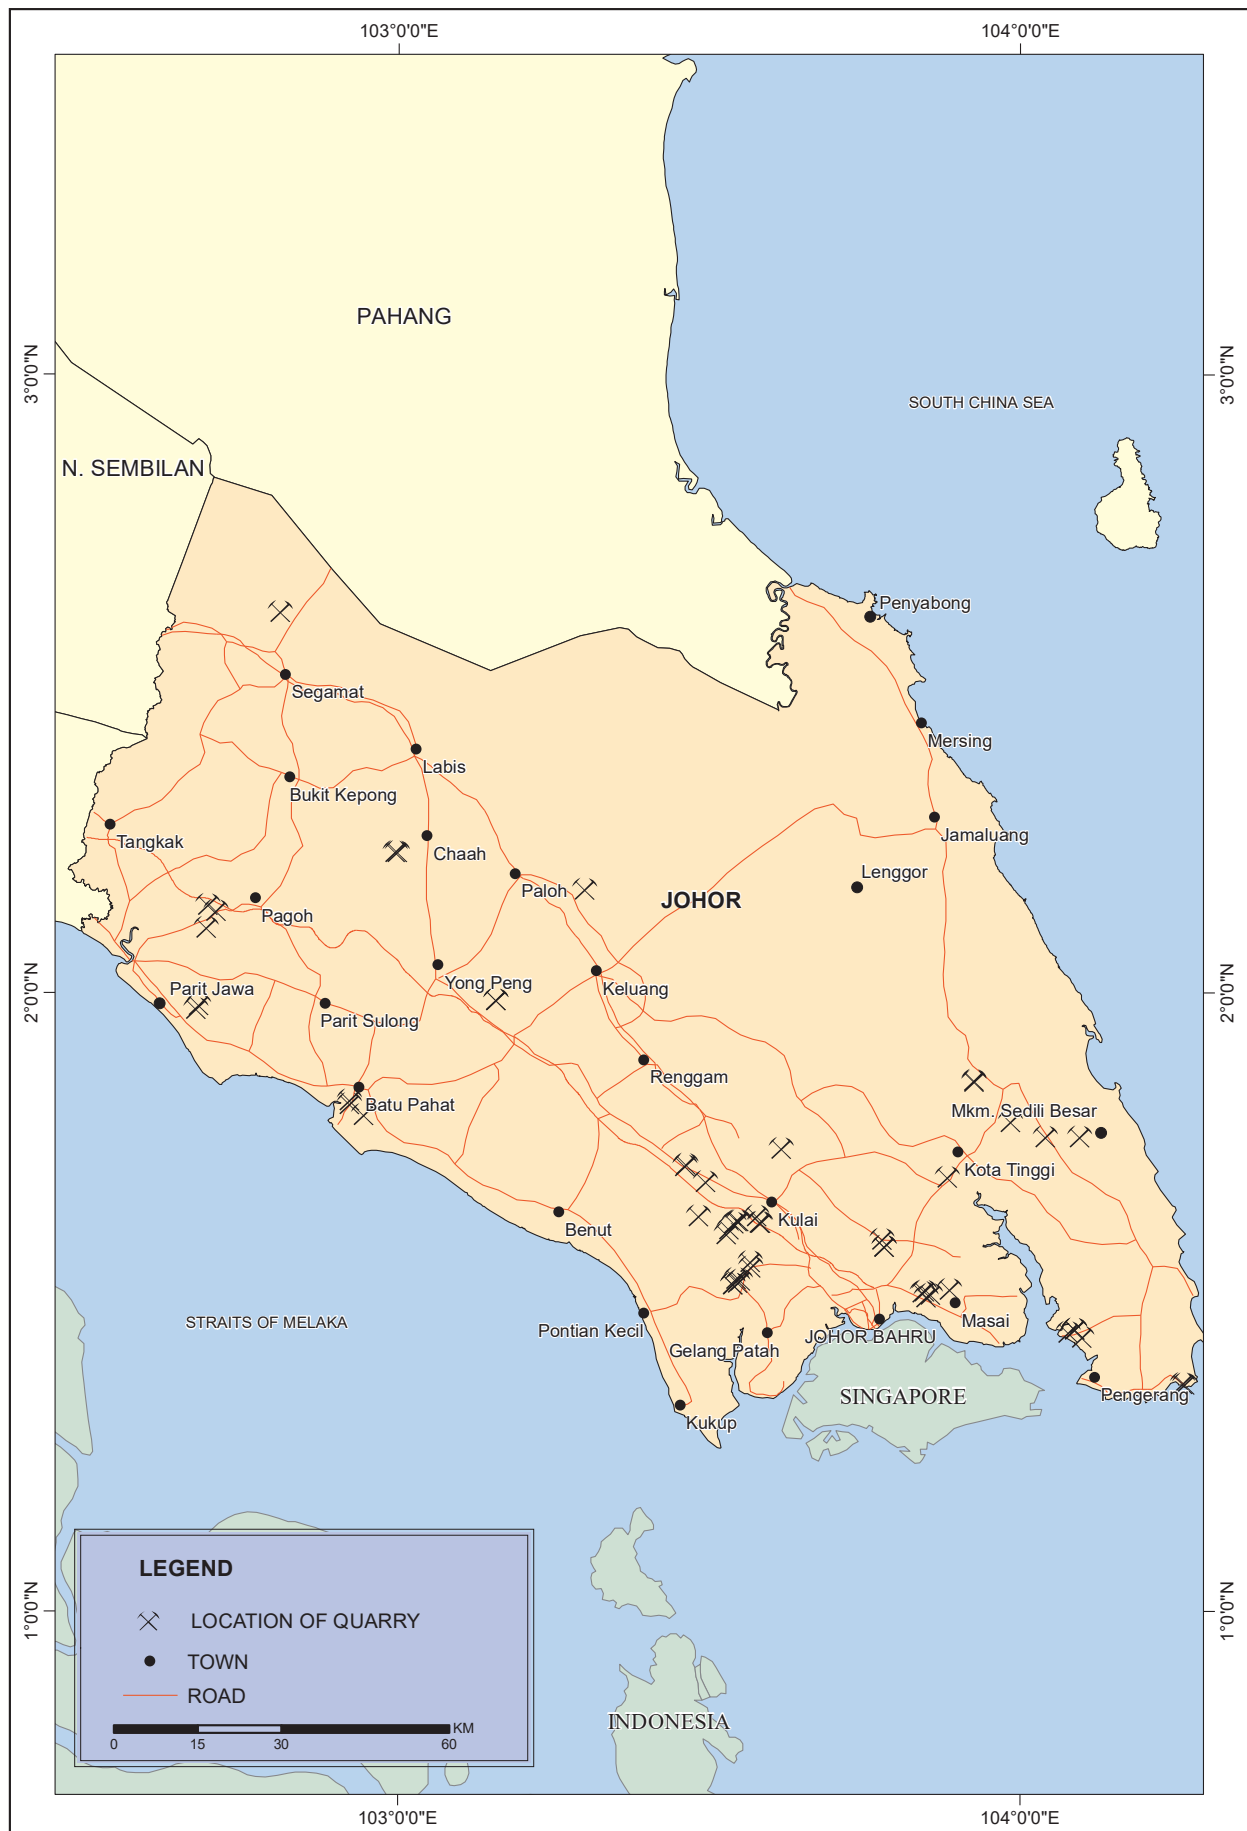 103°0'0"E
104°0'0"E
PAHANG
3°0'0"N
3°0'0"N
SOUTH CHINA SEA
N. SEMBILAN
Penyabong
Segamat
Mersing
Labis
Bukit Kepong
Tangkak
Chaah
Jamaluang
Lenggor
Paloh
JOHOR
Pagoh
Yong Peng
Keluang
2°0'0"N
2°0'0"N
Parit Jawa
Parit Sulong
Renggam
Batu Pahat
Mkm. Sedili Besar
Kota Tinggi
Benut
Kulai
STRAITS OF MELAKA
Pontian Kecil
Masai
JOHOR BAHRU
Gelang Patah
SINGAPORE
Pengerang
Kukup
LEGEND
LOCATION OF QUARRY
TOWN
ROAD
KM
0
15
30
60
1°0'0"N
1°0'0"N
INDONESIA
103°0'0"E
104°0'0"E